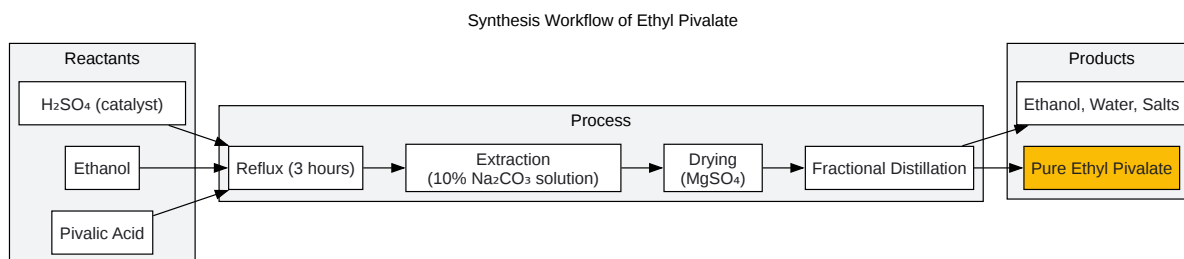 Synthesis Workflow of Ethyl Pivalate
Reactants
H₂SO₄ (catalyst)
Ethanol
Pivalic Acid
Process
Reflux (3 hours)
Extraction
(10% Na₂CO₃ solution)
Drying
(MgSO₄)
Fractional Distillation
Products
Ethanol, Water, Salts
Pure Ethyl Pivalate